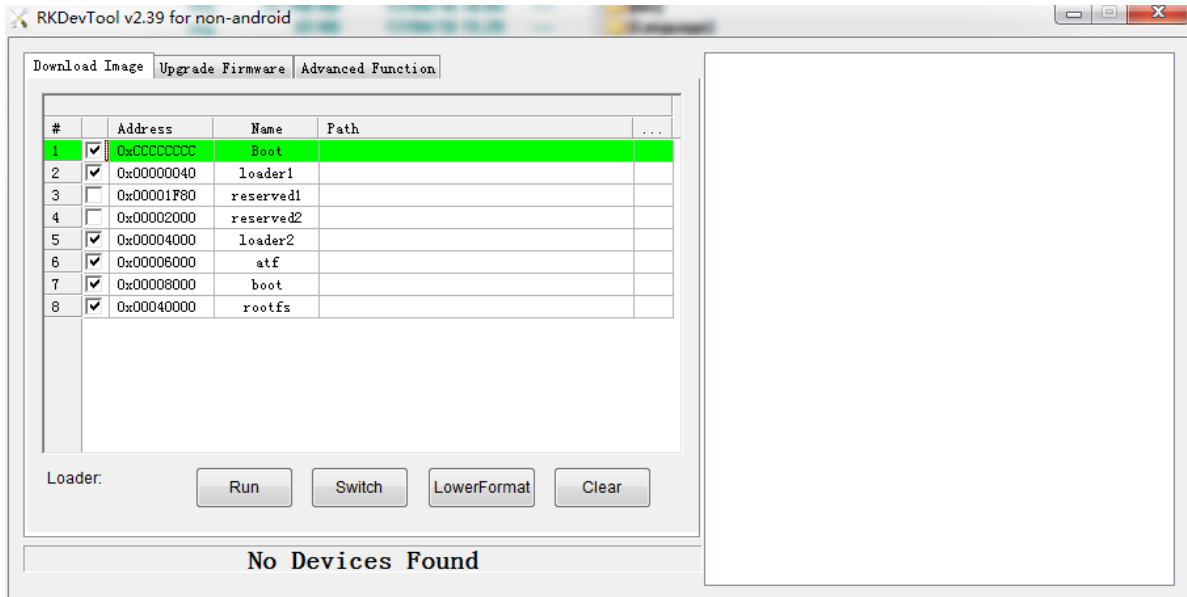 RKDevTool v2.39 for non-android
Download Image Upgrade Firmware Advanced Function
# Address Name Path ...
1 0xCCCCCCCC Boot
2 0x00000040 loader1
3 0x00001F80 reserved1
4 0x00002000 reserved2
5 0x00004000 loader2
6 0x00006000 atf
7 0x00008000 boot
8 0x00040000 rootfs
Loader: Run Switch LowerFormat Clear
No Devices Found